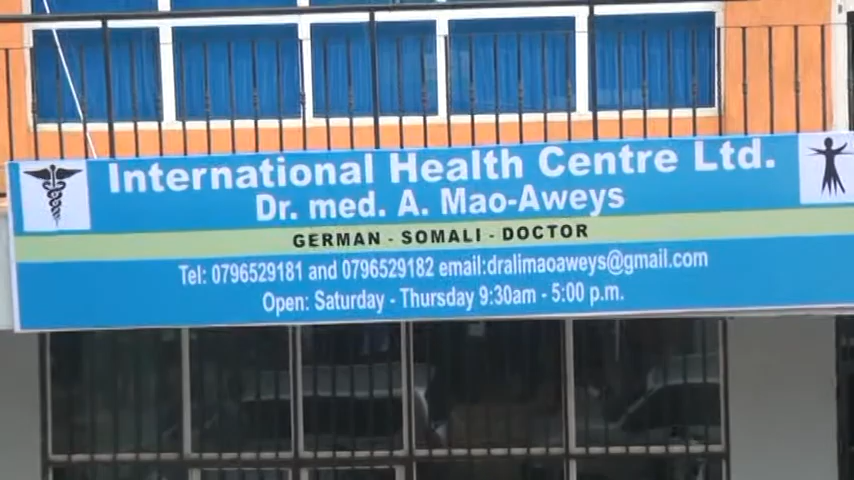 International Health Centre Ltd.
Dr. med. A. Mao-Aweys
GERMAN - SOMALI - DOCTOR
Tel: 0796529181 and 0796529182 email:dralimaoaweys@gmail.com
Open: Saturday - Thursday 9:30am - 5:00 p.m.